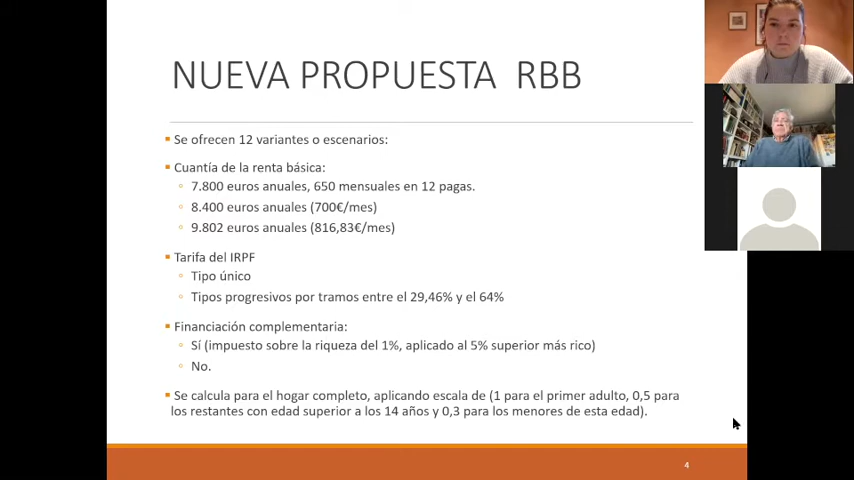 NUEVA PROPUESTA RBB
Se ofrecen 12 variantes o escenarios:
Cuantía de la renta básica:
7.800 euros anuales, 650 mensuales en 12 pagas.
8.400 euros anuales (700€/mes)
9.802 euros anuales (816,83€/mes)
Tarifa del IRPF
Tipo único
Tipos progresivos por tramos entre el 29,46% y el 64%
Financiación complementaria:
Sí (impuesto sobre la riqueza del 1%, aplicado al 5% superior más rico)
No.
Se calcula para el hogar completo, aplicando escala de (1 para el primer adulto, 0,5 para
los restantes con edad superior a los 14 años y 0,3 para los menores de esta edad).
4